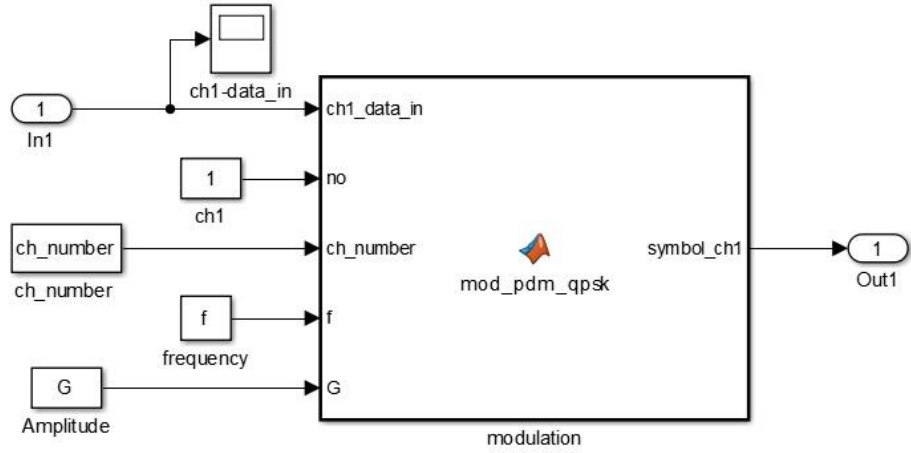 ch1-data_in
1
In1
ch1_data_in
1
ch1
no
ch_number
ch_number
ch_number
mod_pdm_qpsk
symbol_ch1
1
Out1
f
frequency
f
G
Amplitude
G
modulation